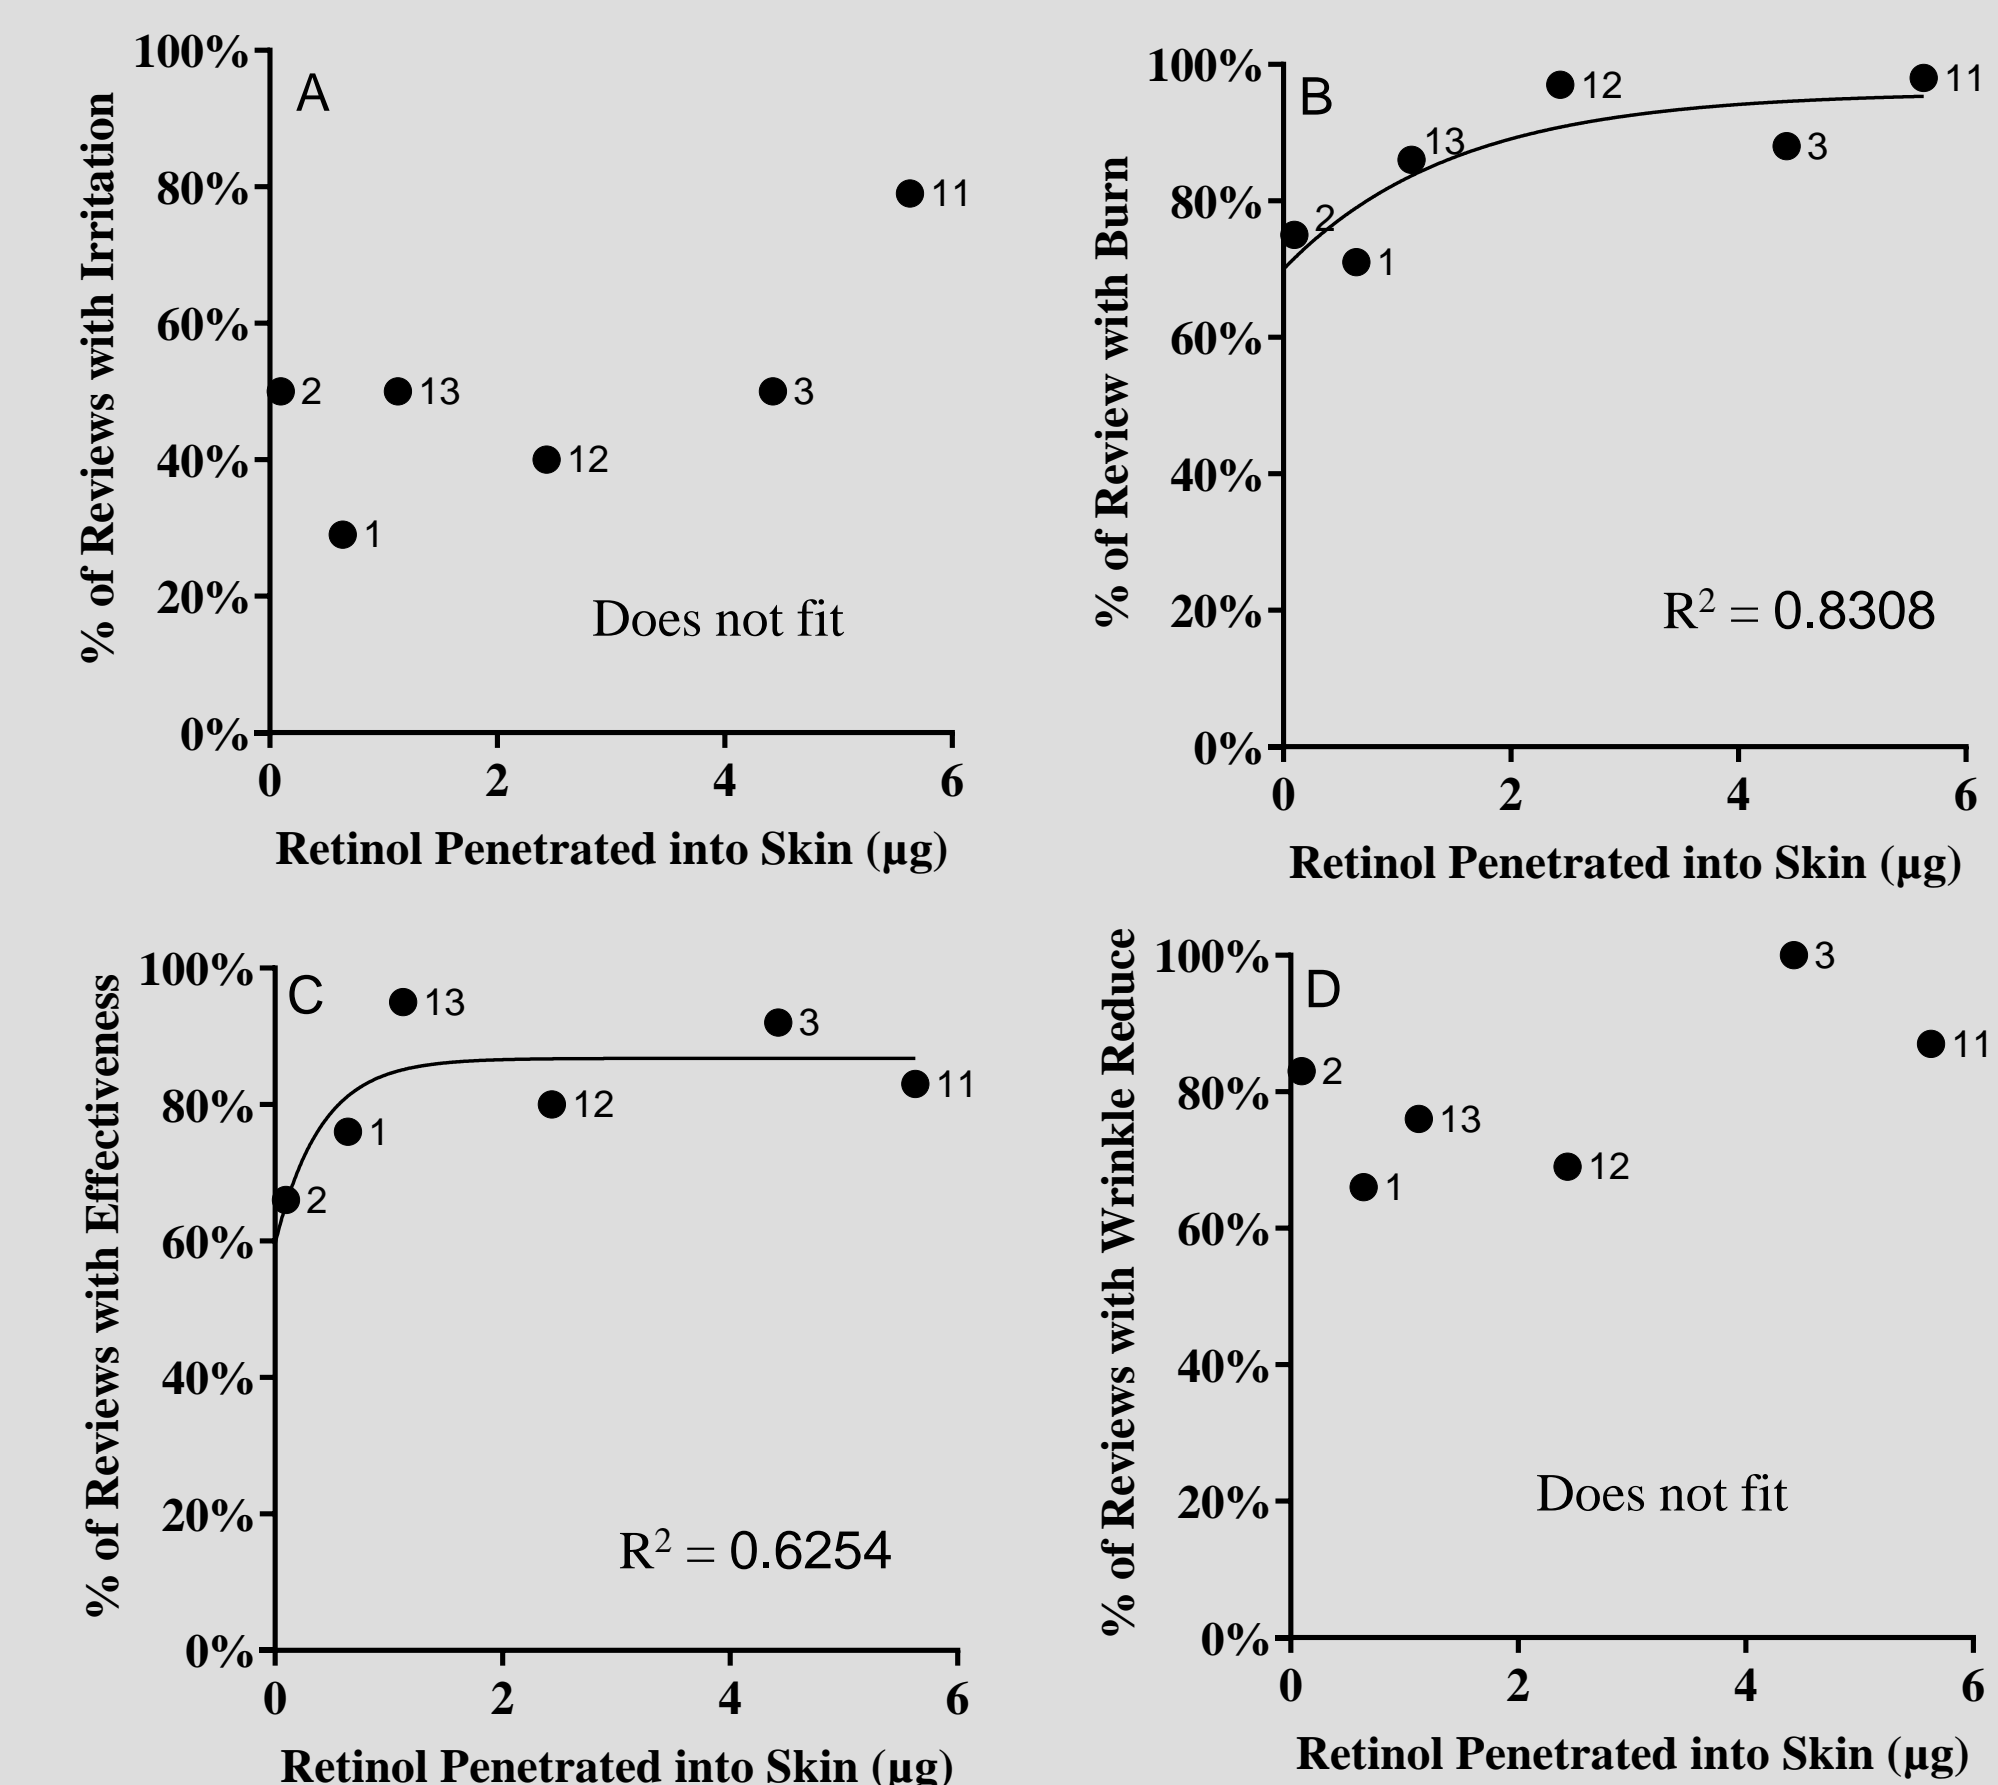 100%
A
80%
60%
40%
20%
0%
% of Reviews with Irritation
11
2
13
3
12
1
Does not fit
0 2 4 6
Retinol Penetrated into Skin (µg)
100%
B
80%
60%
40%
20%
0%
% of Review with Burn
12
11
13
3
2
1
R² = 0.8308
0 2 4 6
Retinol Penetrated into Skin (µg)
100%
C
80%
60%
40%
20%
0%
% of Reviews with Effectiveness
13
3
11
12
1
2
R² = 0.6254
0 2 4 6
Retinol Penetrated into Skin (µg)
100%
D
80%
60%
40%
20%
0%
% of Reviews with Wrinkle Reduce
3
11
2
13
12
1
Does not fit
0 2 4 6
Retinol Penetrated into Skin (µg)